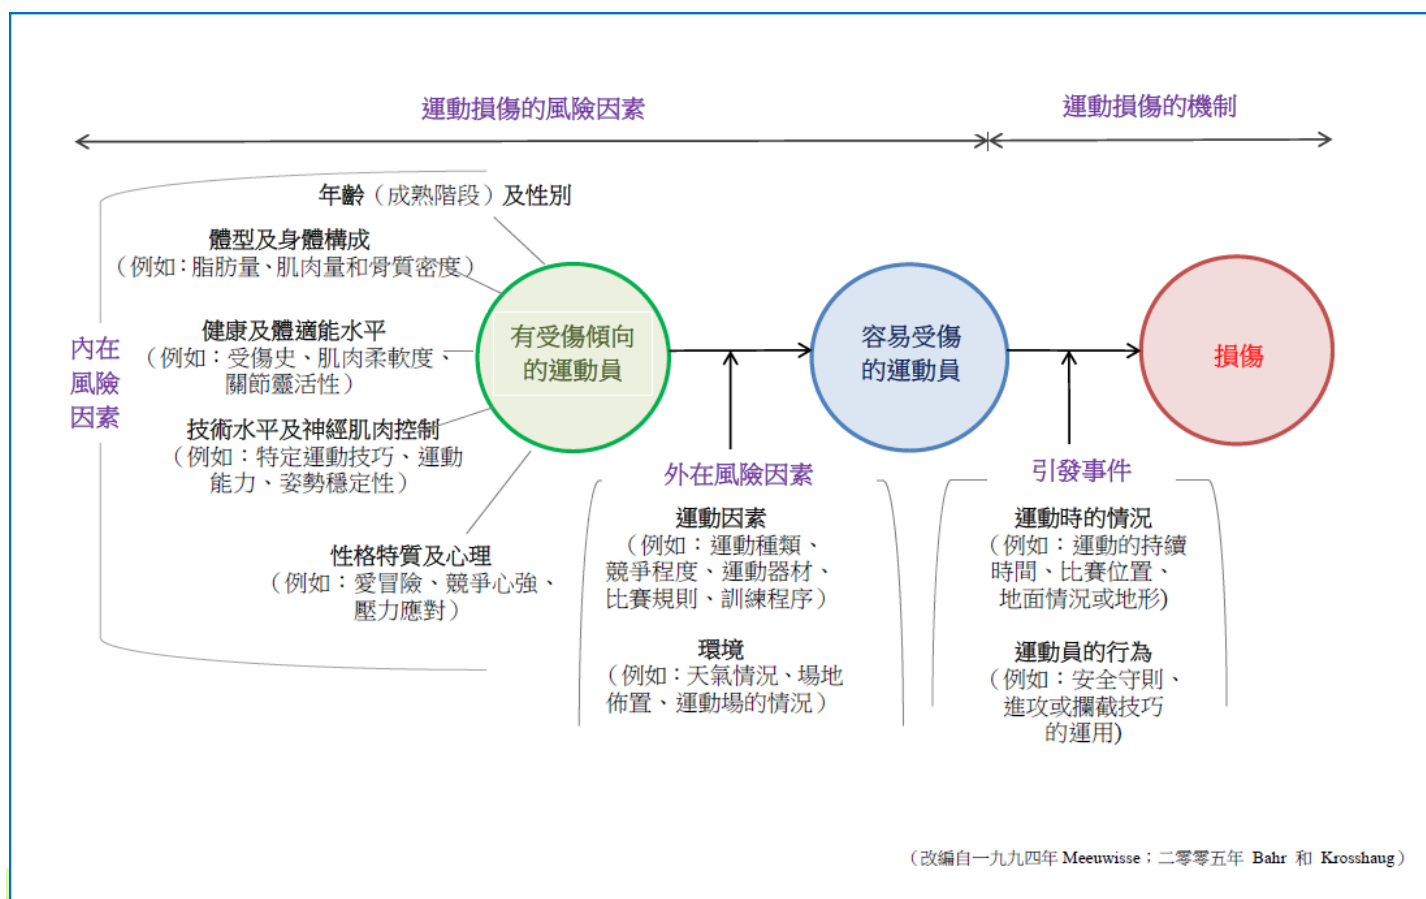 運動損傷的風險因素
運動損傷的機制
年齡（成熟階段）及性別
體型及身體構成
（例如：脂肪量、肌肉量和骨質密度）
健康及體適能水平
（例如：受傷史、肌肉柔軟度、
關節靈活性）
技術水平及神經肌肉控制
（例如：特定運動技巧、運動
能力、姿勢穩定性）
性格特質及心理
（例如：愛冒險、競爭心強、
壓力應對）
內在
風險
因素
有受傷傾向
的運動員
容易受傷
的運動員
損傷
外在風險因素
運動因素
（例如：運動種類、
競爭程度、運動器材、
比賽規則、訓練程序）
環境
（例如：天氣情況、場地
佈置、運動場的情況）
引發事件
運動時的情況
（例如：運動的持續
時間、比賽位置、
地面情況或地形)
運動員的行為
（例如：安全守則、
進攻或攔截技巧
的運用)
（改編自一九九四年 Meeuwisse；二零零五年 Bahr 和 Krosshaug）